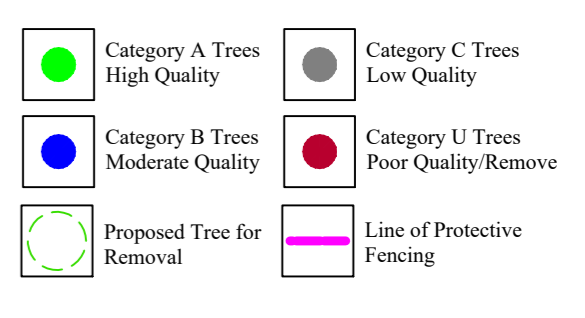 Category A Trees
High Quality
Category C Trees
Low Quality
Category B Trees
Moderate Quality
Category U Trees
Poor Quality/Remove
Proposed Tree for
Removal
Line of Protective
Fencing